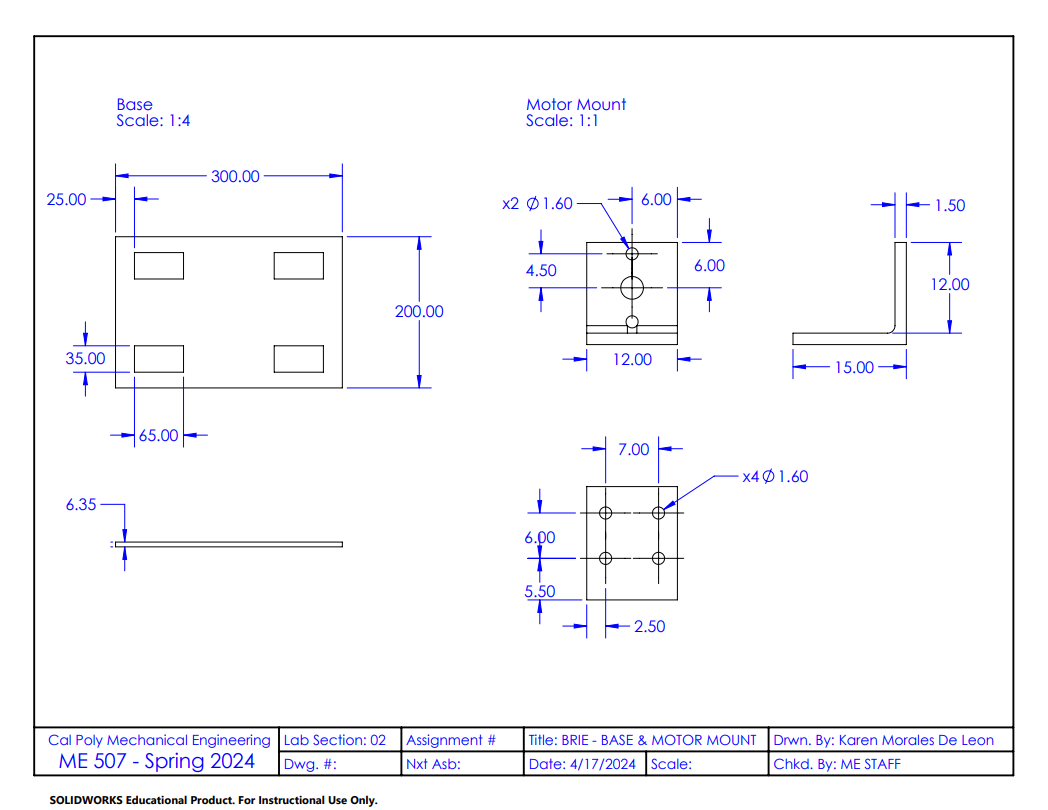 Base
Scale: 1:4
Motor Mount
Scale: 1:1
300.00
25.00
200.00
35.00
65.00
6.35
x2 Ø 1.60
6.00
4.50
6.00
12.00
1.50
12.00
15.00
7.00
x4 Ø 1.60
6.00
5.50
2.50
Cal Poly Mechanical Engineering
ME 507 - Spring 2024
Lab Section: 02
Dwg. #:
Assignment #
Nxt Asb:
Title: BRIE - BASE & MOTOR MOUNT
Date: 4/17/2024
Scale:
Drwn. By: Karen Morales De Leon
Chkd. By: ME STAFF
SOLIDWORKS Educational Product. For Instructional Use Only.